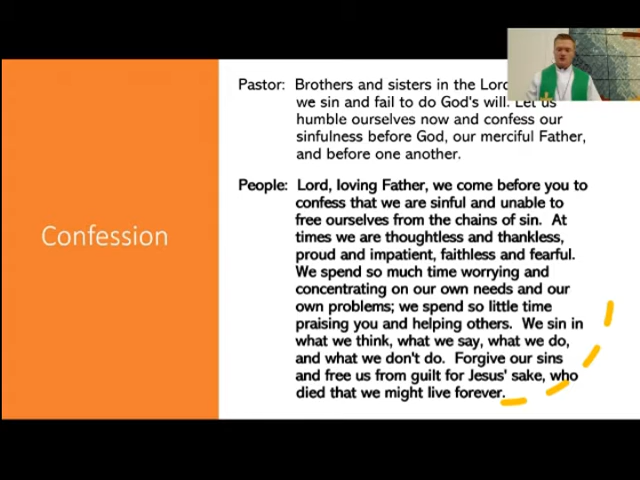 Confession
Pastor: Brothers and sisters in the Lord
we sin and fail to do God's will. Let us
humble ourselves now and confess our
sinfulness before God, our merciful Father,
and before one another.
People: Lord, loving Father, we come before you to
confess that we are sinful and unable to
free ourselves from the chains of sin. At
times we are thoughtless and thankless,
proud and impatient, faithless and fearful.
We spend so much time worrying and
concentrating on our own needs and our
own problems; we spend so little time
praising you and helping others. We sin in
what we think, what we say, what we do,
and what we don't do. Forgive our sins
and free us from guilt for Jesus' sake, who
died that we might live forever.